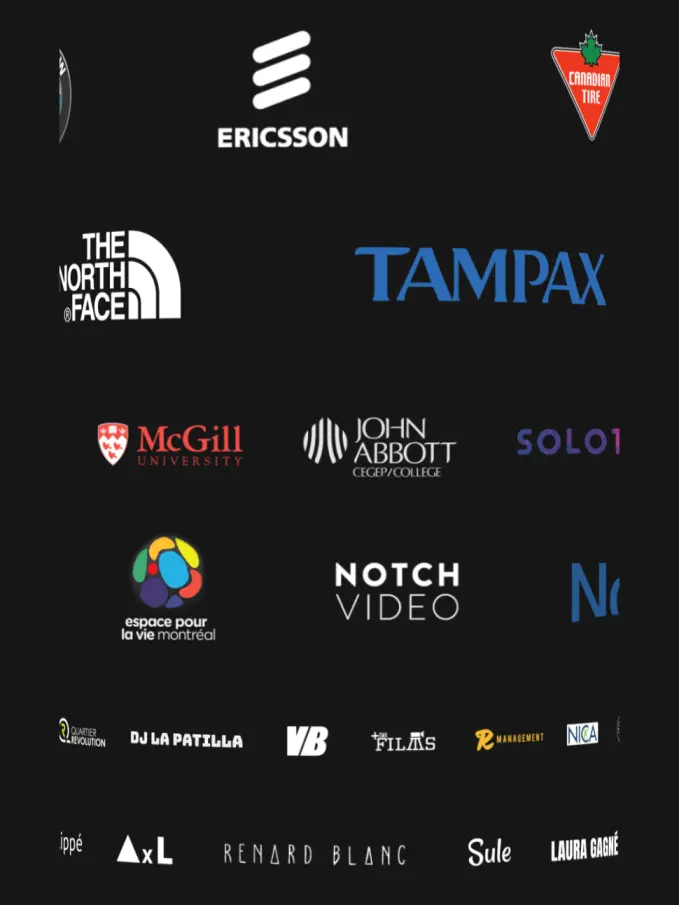 ERICSSON
CANADIAN
TIRE
THE
NORTH
®FACE
TAMPAX
McGill
UNIVERSITY
JOHN
ABBOTT
CEGEP/COLLEGE
SOLO
espace pour
la vie montréal
NOTCH
VIDEO
QUARTIER
REVOLUTION
DJ LA PATILLA
VB
FILMS
R MANAGEMENT
NICA
AxL
RENARD BLANC
Sule
LAURA GAGNÉ